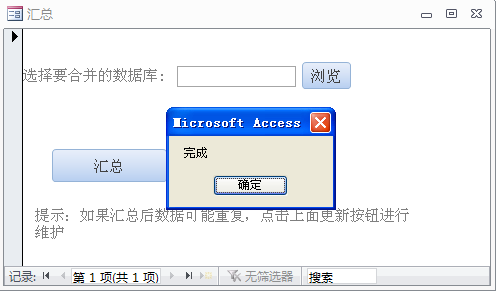 汇总
选择要合并的数据库：
浏览
Microsoft Access
完成
确定
汇总
提示：如果汇总后数据可能重复，点击上面更新按钮进行
维护
记录: 第 1 项(共 1 项) 无筛选器 搜索